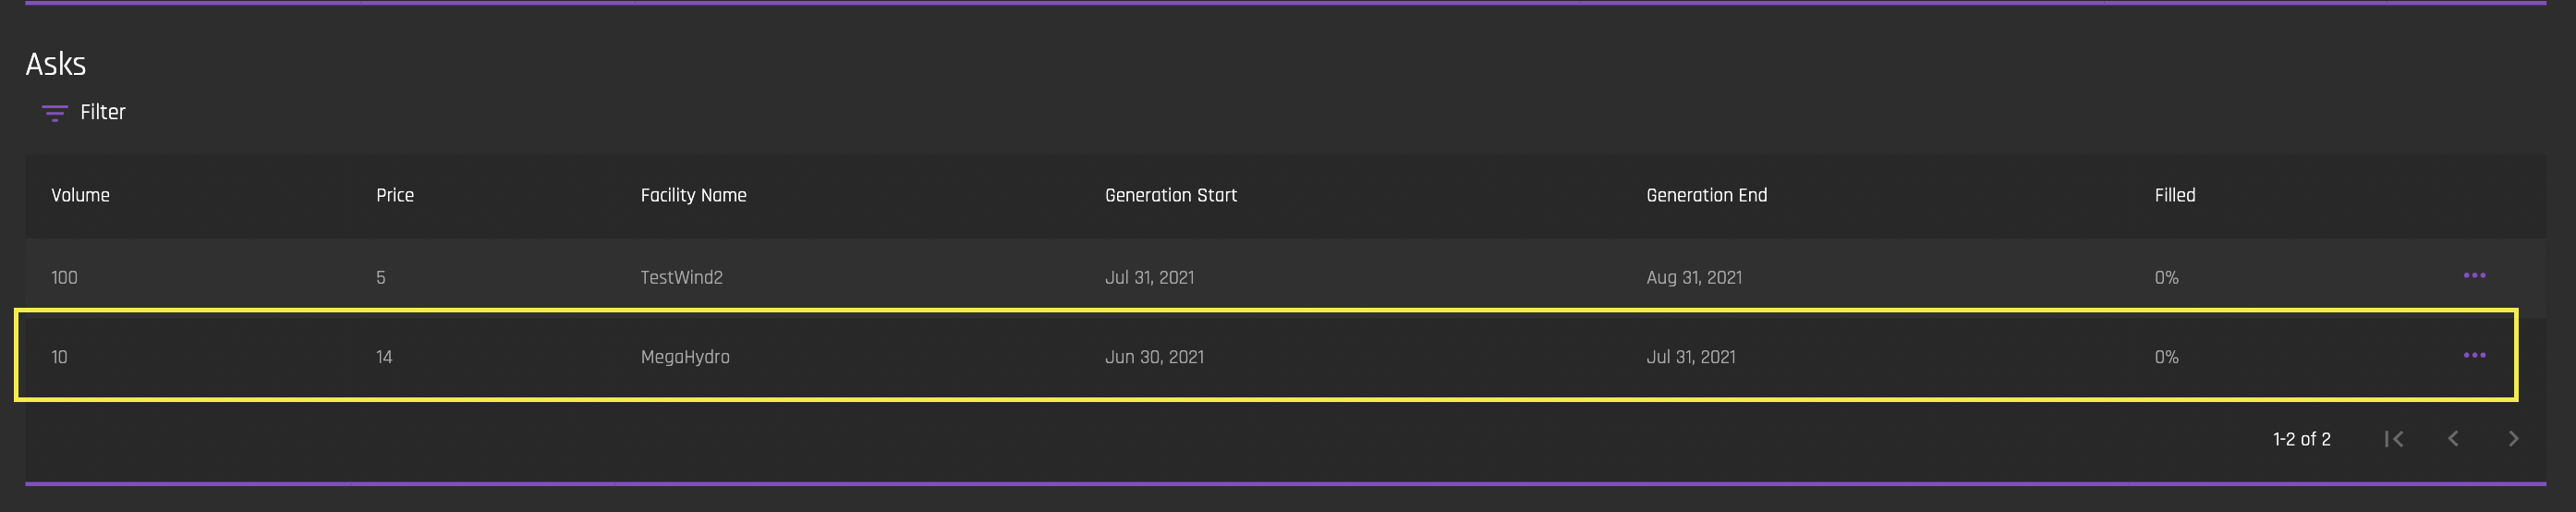 Asks
Filter
Volume Price Facility Name Generation Start Generation End Filled
100 5 TestWind2 Jul 31, 2021 Aug 31, 2021 0%
10 14 MegaHydro Jun 30, 2021 Jul 31, 2021 0%
1-2 of 2